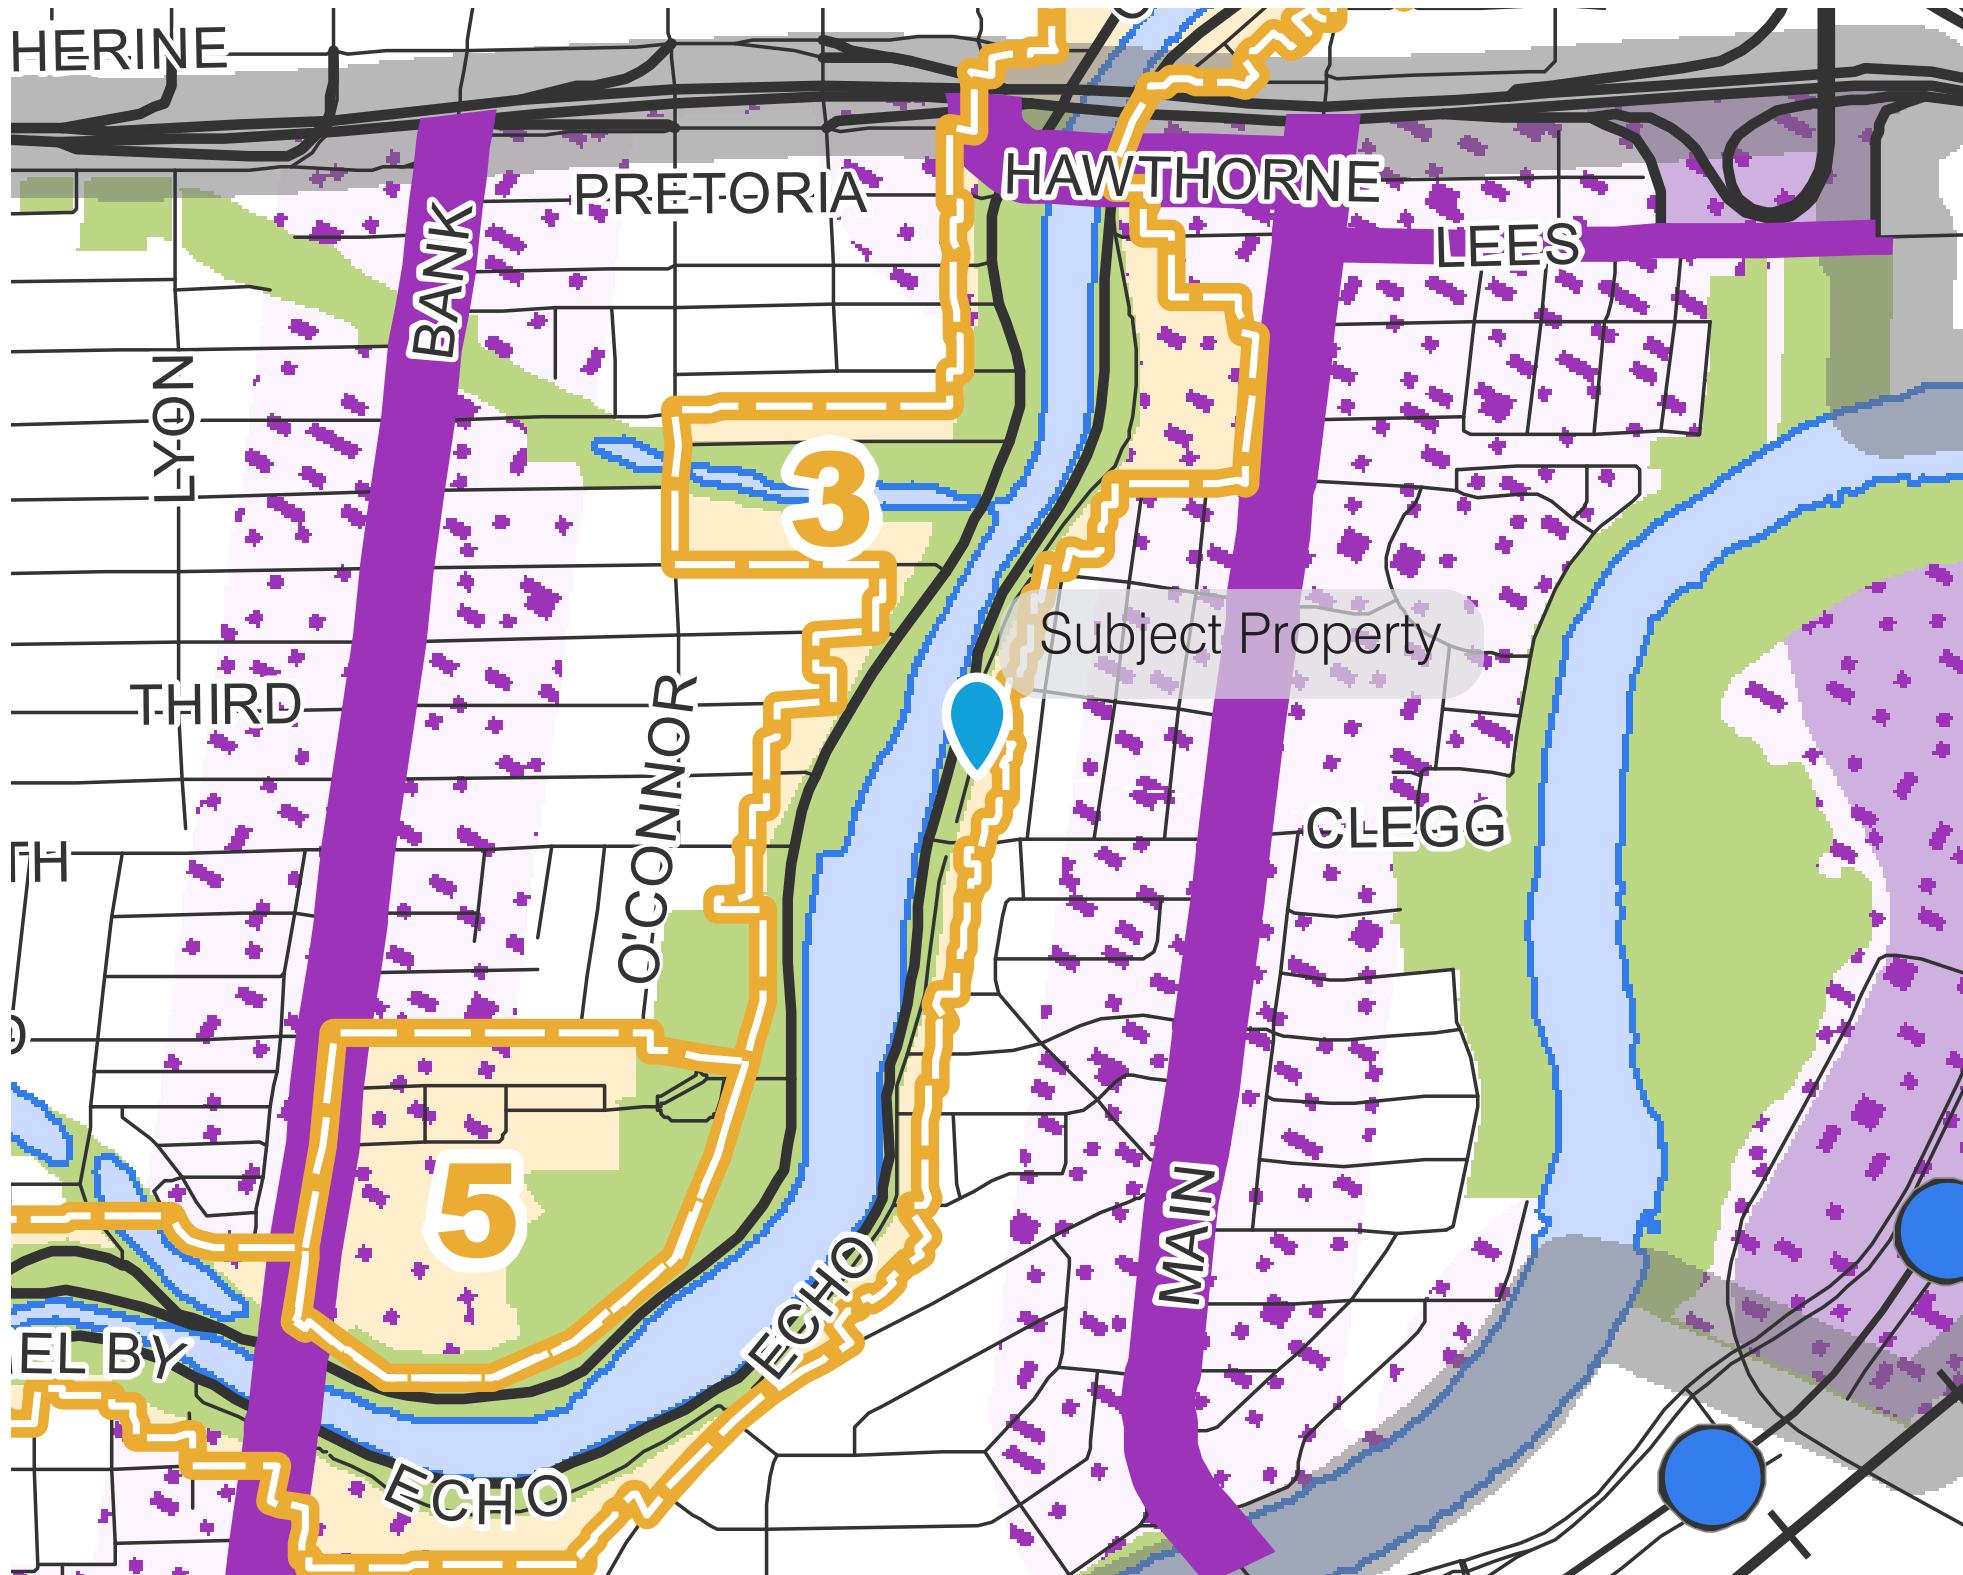 HERINE
PRETORIA
HAWTHORNE
BANK
LEES
LYON
3
Subject Property
THIRD
O'CONNOR
CLEGG
TH
5
MAIN
ECHO
EL BY
ECHO